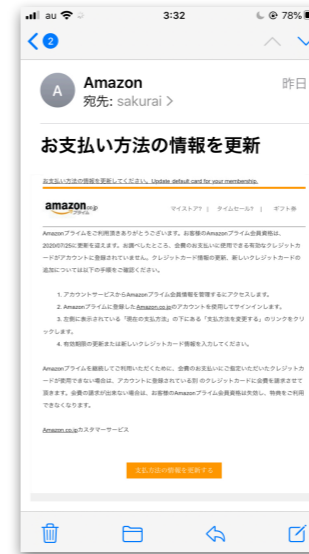 au 3:32 78%
2
A
Amazon
昨日
宛先: sakurai
お支払い方法の情報を更新
お支払い方法の情報を更新してください。Update default card for your membership.
amazon.co.jp
プライム
マイストア? | タイムセール? | ギフト券
Amazonプライムをご利用頂きありがとうございます。お客様のAmazonプライム会員資格は、
2020/07/25に更新を迎えます。お調べしたところ、会費のお支払いに使用できる有効なクレジットカ
ードがアカウントに登録されていません。クレジットカード情報の更新、新しいクレジットカードの
追加については以下の手順をご確認ください。
1. アカウントサービスからAmazonプライム会員情報を管理するにアクセスします。
2. Amazonプライムに登録したAmazon.co.jpのアカウントを使用してサインインします。
3. 左側に表示されている「現在の支払方法」の下にある「支払方法を変更する」のリンクをクリ
ックします。
4. 有効期限の更新または新しいクレジットカード情報を入力してください。
Amazonプライムを継続してご利用いただくために、会費のお支払いにご指定いただいたクレジットカ
ードが使用できない場合は、アカウントに登録されている別 のクレジットカードに会費を請求させて
頂きます。会費の請求が出来ない場合は、お客様のAmazonプライム会員資格は失効し、特典をご利用
できなくなります。
Amazon.co.jpカスタマーサービス
支払方法の情報を更新する